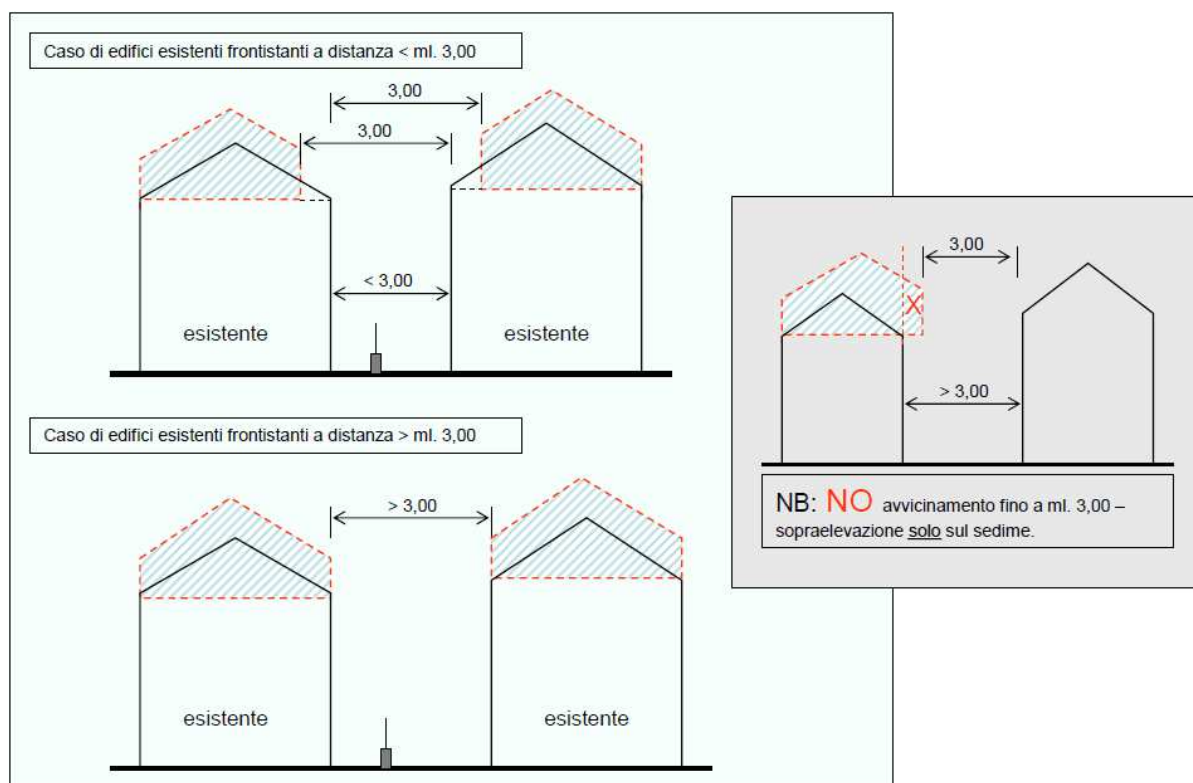 Caso di edifici esistenti frontistanti a distanza < ml. 3,00
3,00
3,00
< 3,00
esistente
esistente
Caso di edifici esistenti frontistanti a distanza > ml. 3,00
> 3,00
esistente
esistente
3,00
X
> 3,00
NB: NO avvicinamento fino a ml. 3,00 –
sopraelevazione solo sul sedime.